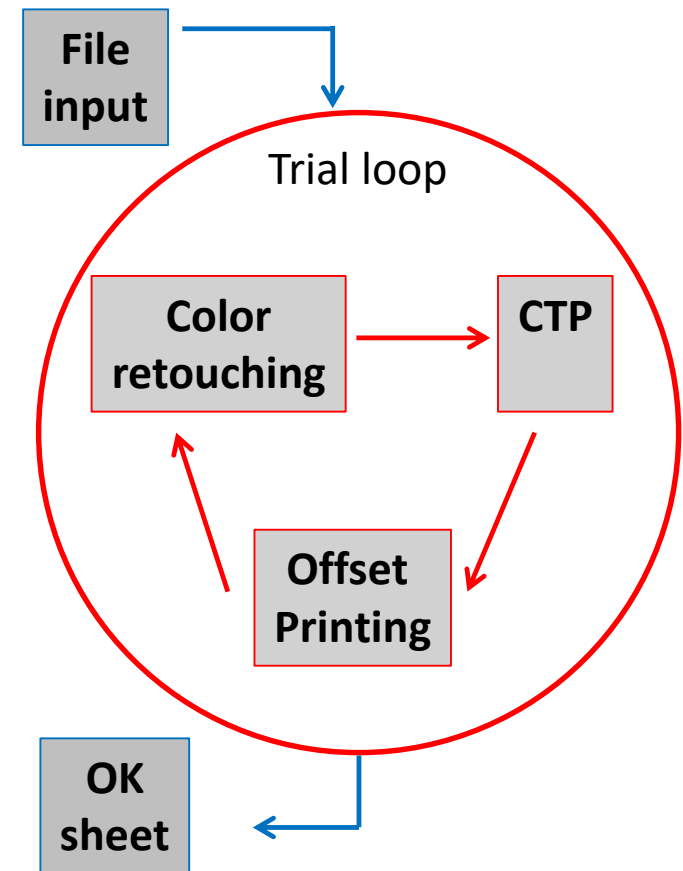 File
input
Trial loop
Color
retouching
CTP
Offset
Printing
OK
sheet